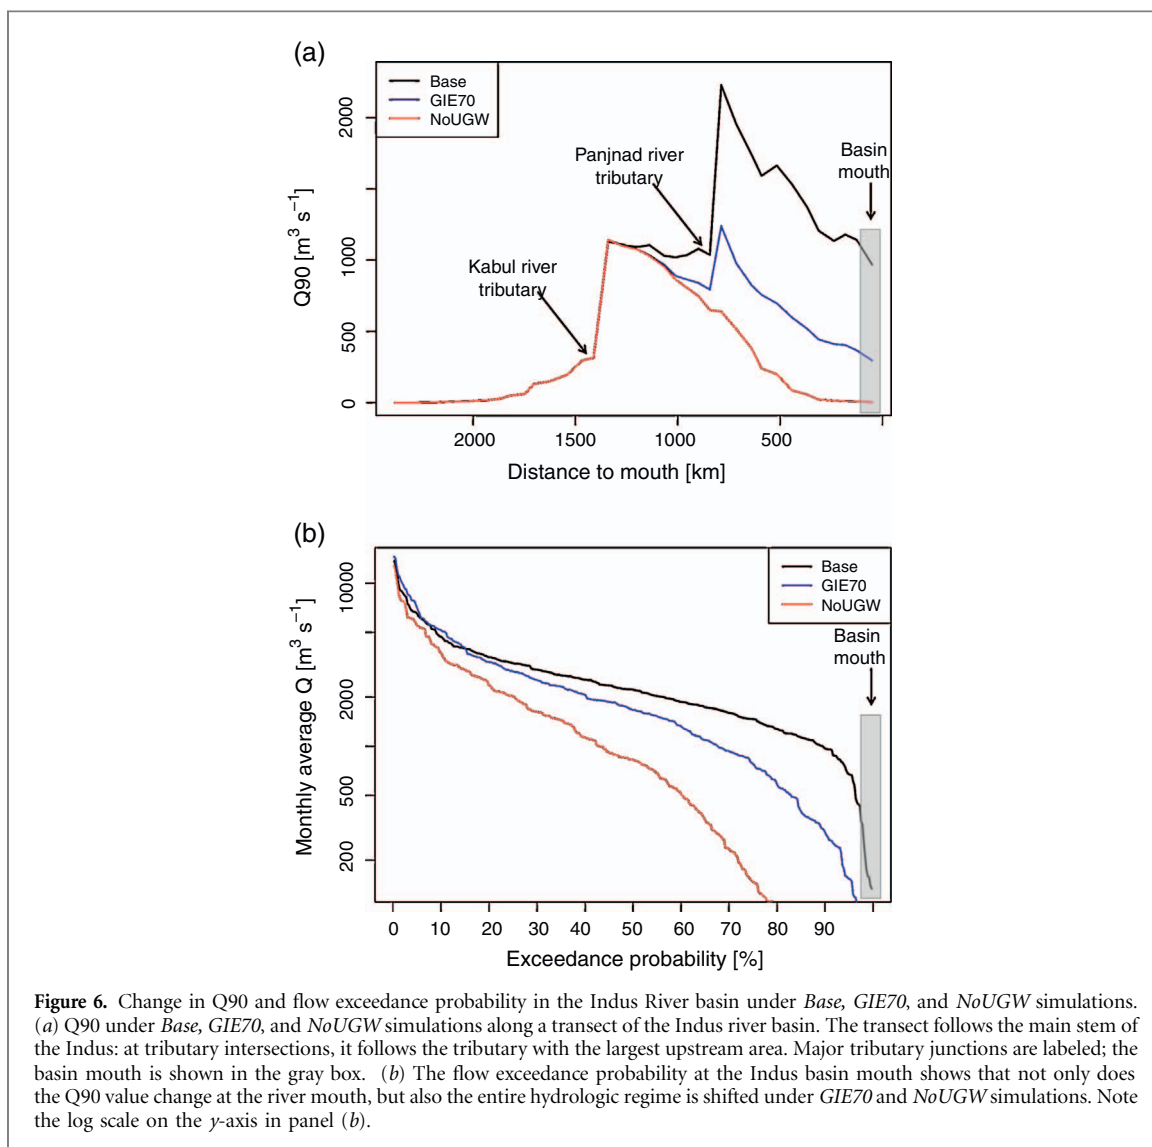 (a)
Base
GIE70
NoUGW
Panjnad river
tributary
Basin
mouth
Kabul river
tributary
Q90 [m³ s⁻¹]
2000
1000
500
0
2000 1500 1000 500
Distance to mouth [km]
(b)
Base
GIE70
NoUGW
Basin
mouth
Monthly average Q [m³ s⁻¹]
10000
2000
500
200
0 10 20 30 40 50 60 70 80 90
Exceedance probability [%]
Figure 6. Change in Q90 and flow exceedance probability in the Indus River basin under Base, GIE70, and NoUGW simulations.
(a) Q90 under Base, GIE70, and NoUGW simulations along a transect of the Indus river basin. The transect follows the main stem of
the Indus: at tributary intersections, it follows the tributary with the largest upstream area. Major tributary junctions are labeled; the
basin mouth is shown in the gray box. (b) The flow exceedance probability at the Indus basin mouth shows that not only does
the Q90 value change at the river mouth, but also the entire hydrologic regime is shifted under GIE70 and NoUGW simulations. Note
the log scale on the y-axis in panel (b).